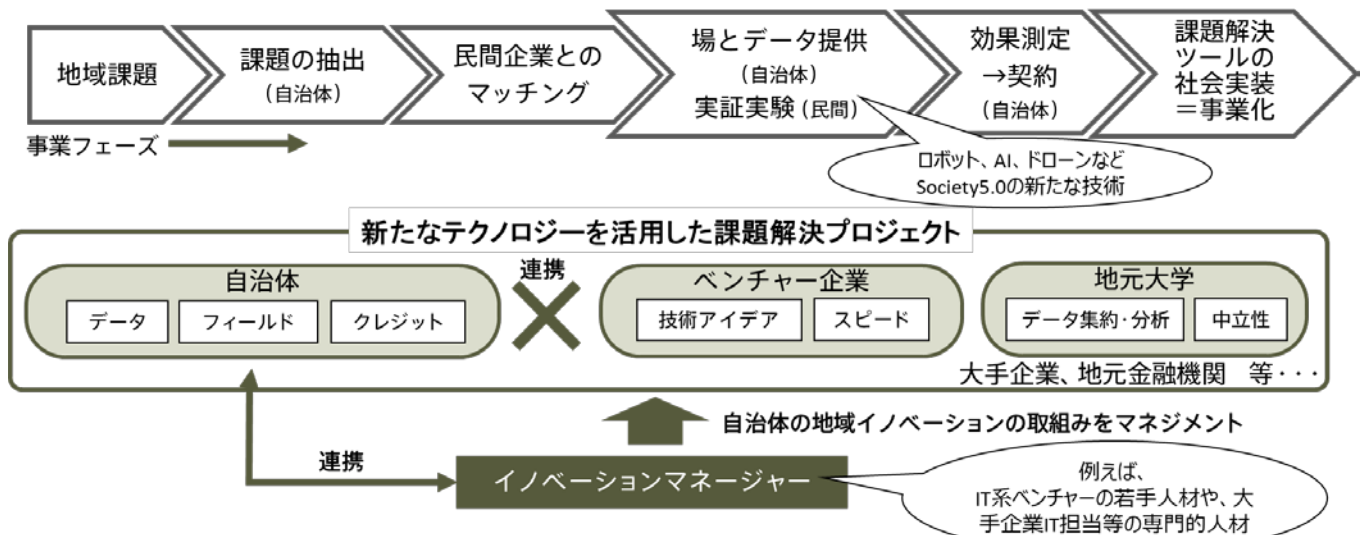 地域課題
課題の抽出
(自治体)
民間企業との
マッチング
場とデータ提供
(自治体)
実証実験(民間)
効果測定
→契約
(自治体)
課題解決
ツールの
社会実装
＝事業化
事業フェーズ
ロボット、AI、ドローンなど
Society5.0の新たな技術
新たなテクノロジーを活用した課題解決プロジェクト
自治体
データ
フィールド
クレジット
連携
ベンチャー企業
技術アイデア
スピード
地元大学
データ集約・分析
中立性
大手企業、地元金融機関　等・・・
自治体の地域イノベーションの取組みをマネジメント
連携
イノベーションマネージャー
例えば、
IT系ベンチャーの若手人材や、大
手企業IT担当等の専門的人材